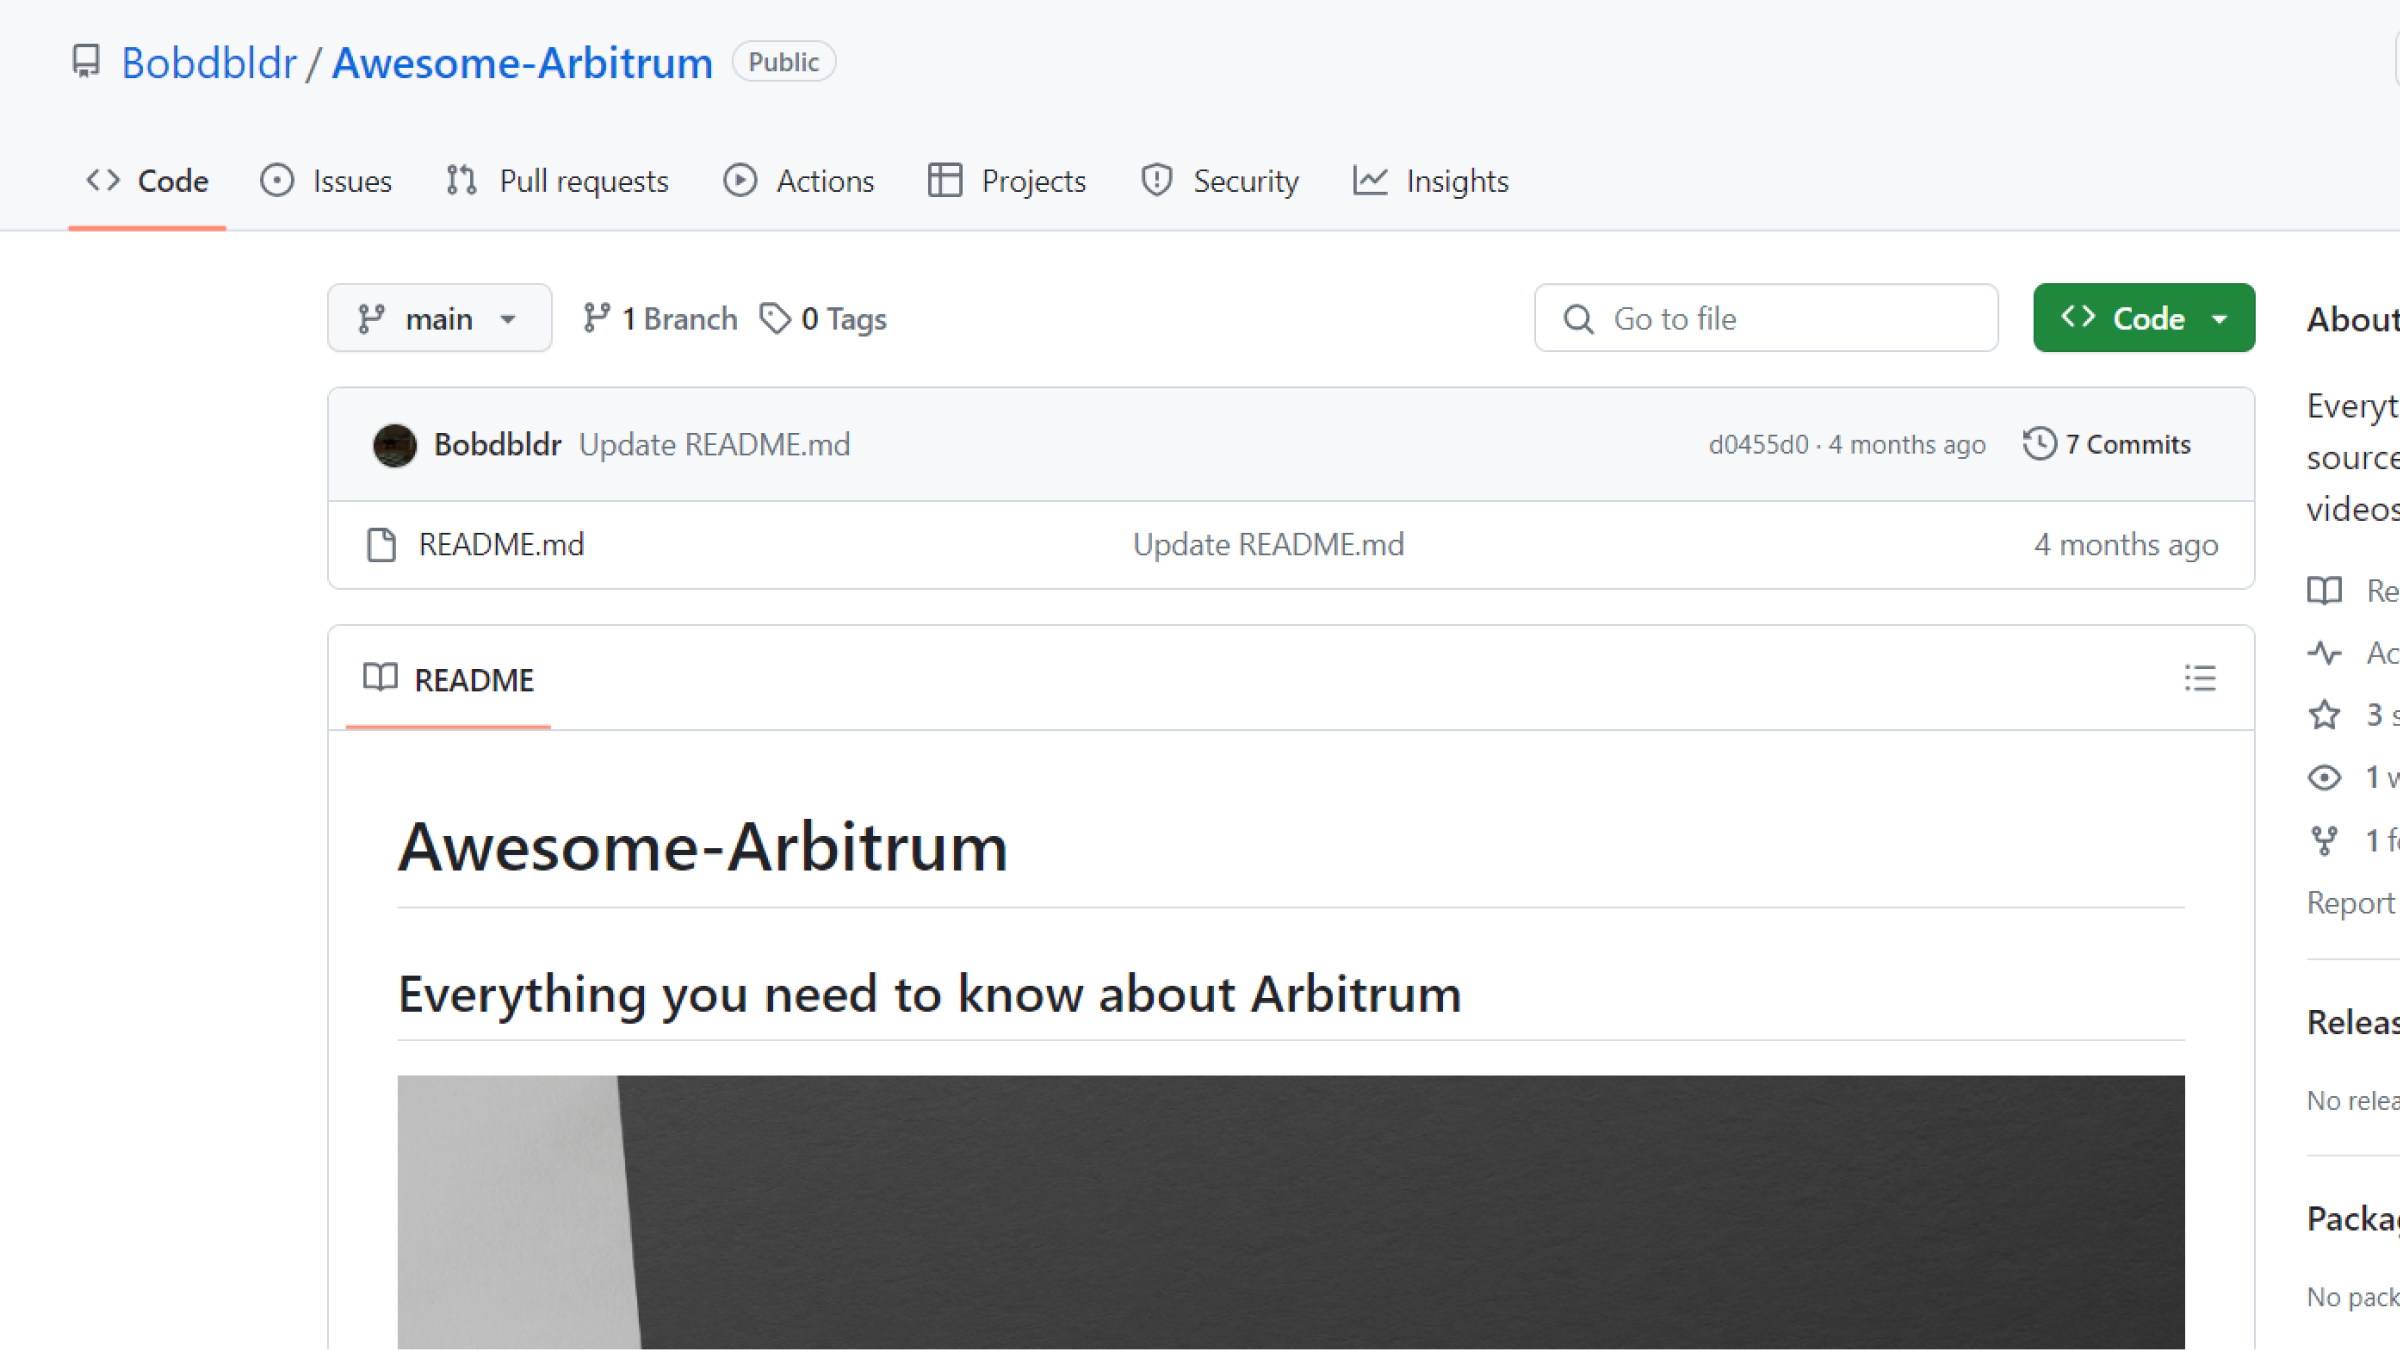 Bobdbldr / Awesome-Arbitrum Public
Code Issues Pull requests Actions Projects Security Insights
main 1 Branch 0 Tags Go to file Code
Bobdbldr Update README.md d0455d0 · 4 months ago 7 Commits
README.md Update README.md 4 months ago
README
Awesome-Arbitrum
Everything you need to know about Arbitrum
About
Everyt
source
videos
Re
Ac
3 s
1 w
1 fo
Report
Releas
No relea
Packag
No pack